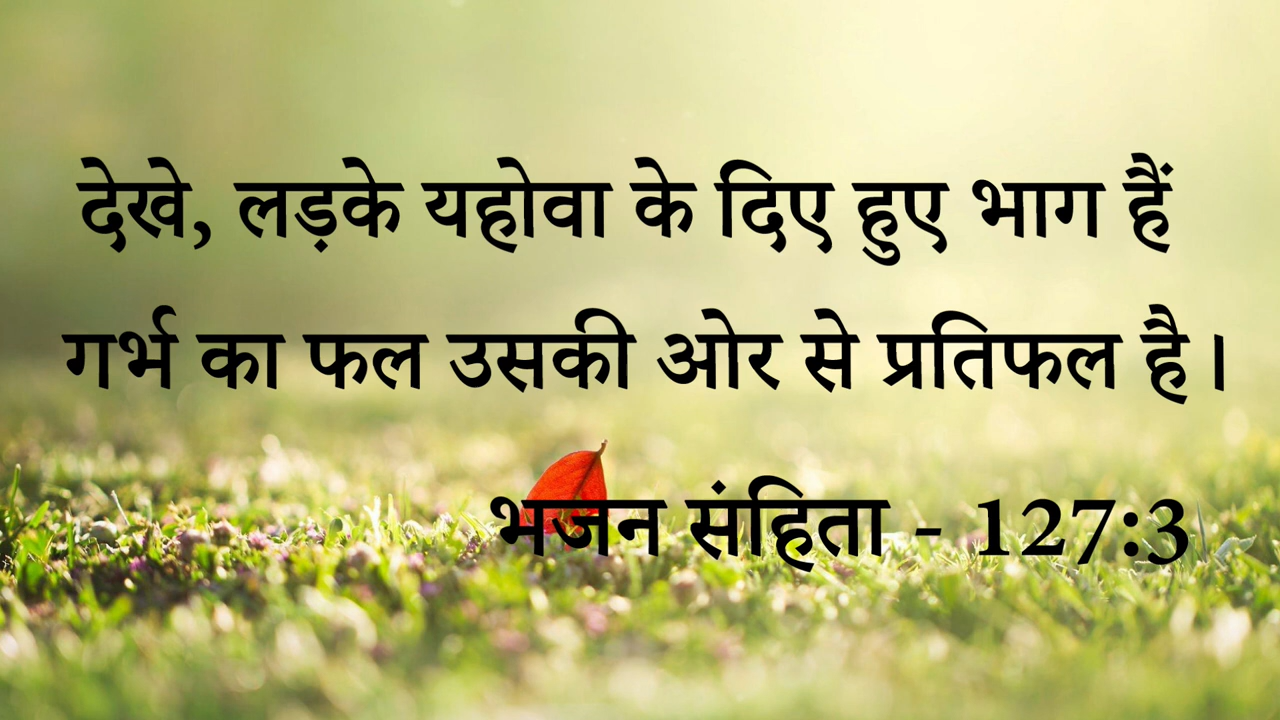 देखे, लड़के यहोवा के दिए हुए भाग हैं
गर्भ का फल उसकी ओर से प्रतिफल है।
भजन संहिता - 127:3